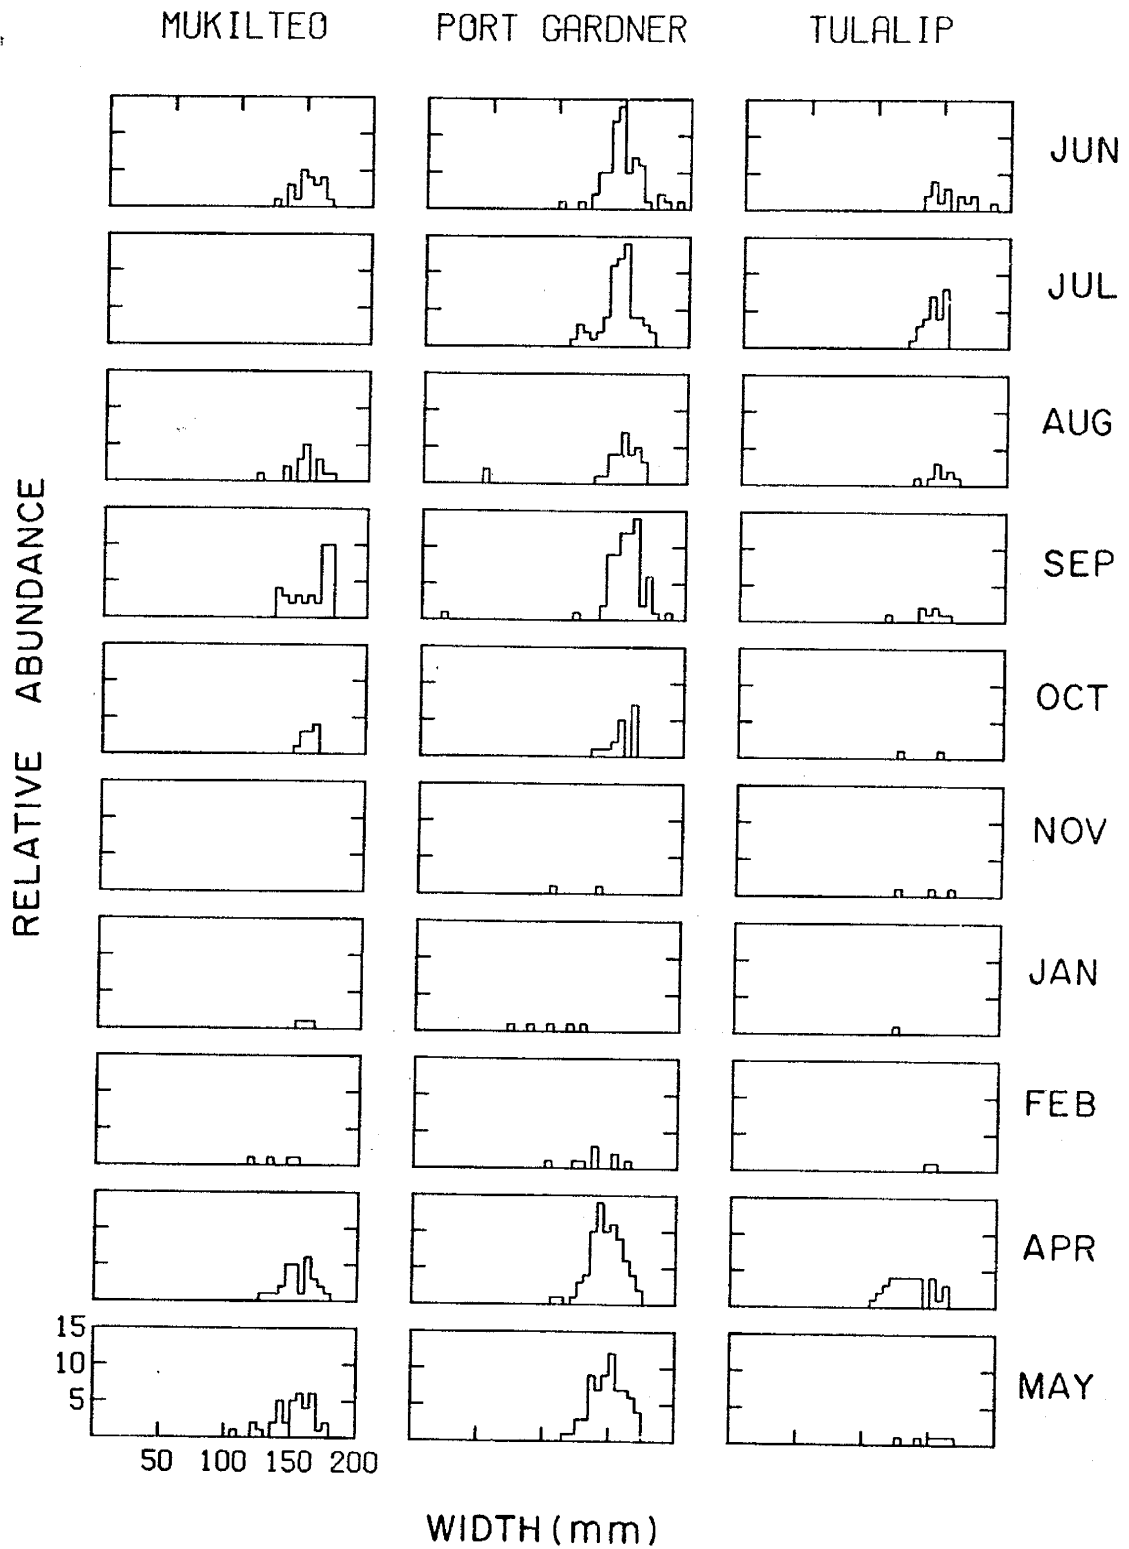 MUKILTEO PORT GARDNER TULALIP
JUN
JUL
AUG
SEP
OCT
NOV
JAN
FEB
APR
MAY
RELATIVE ABUNDANCE
15
10
5
50 100 150 200
WIDTH (mm)